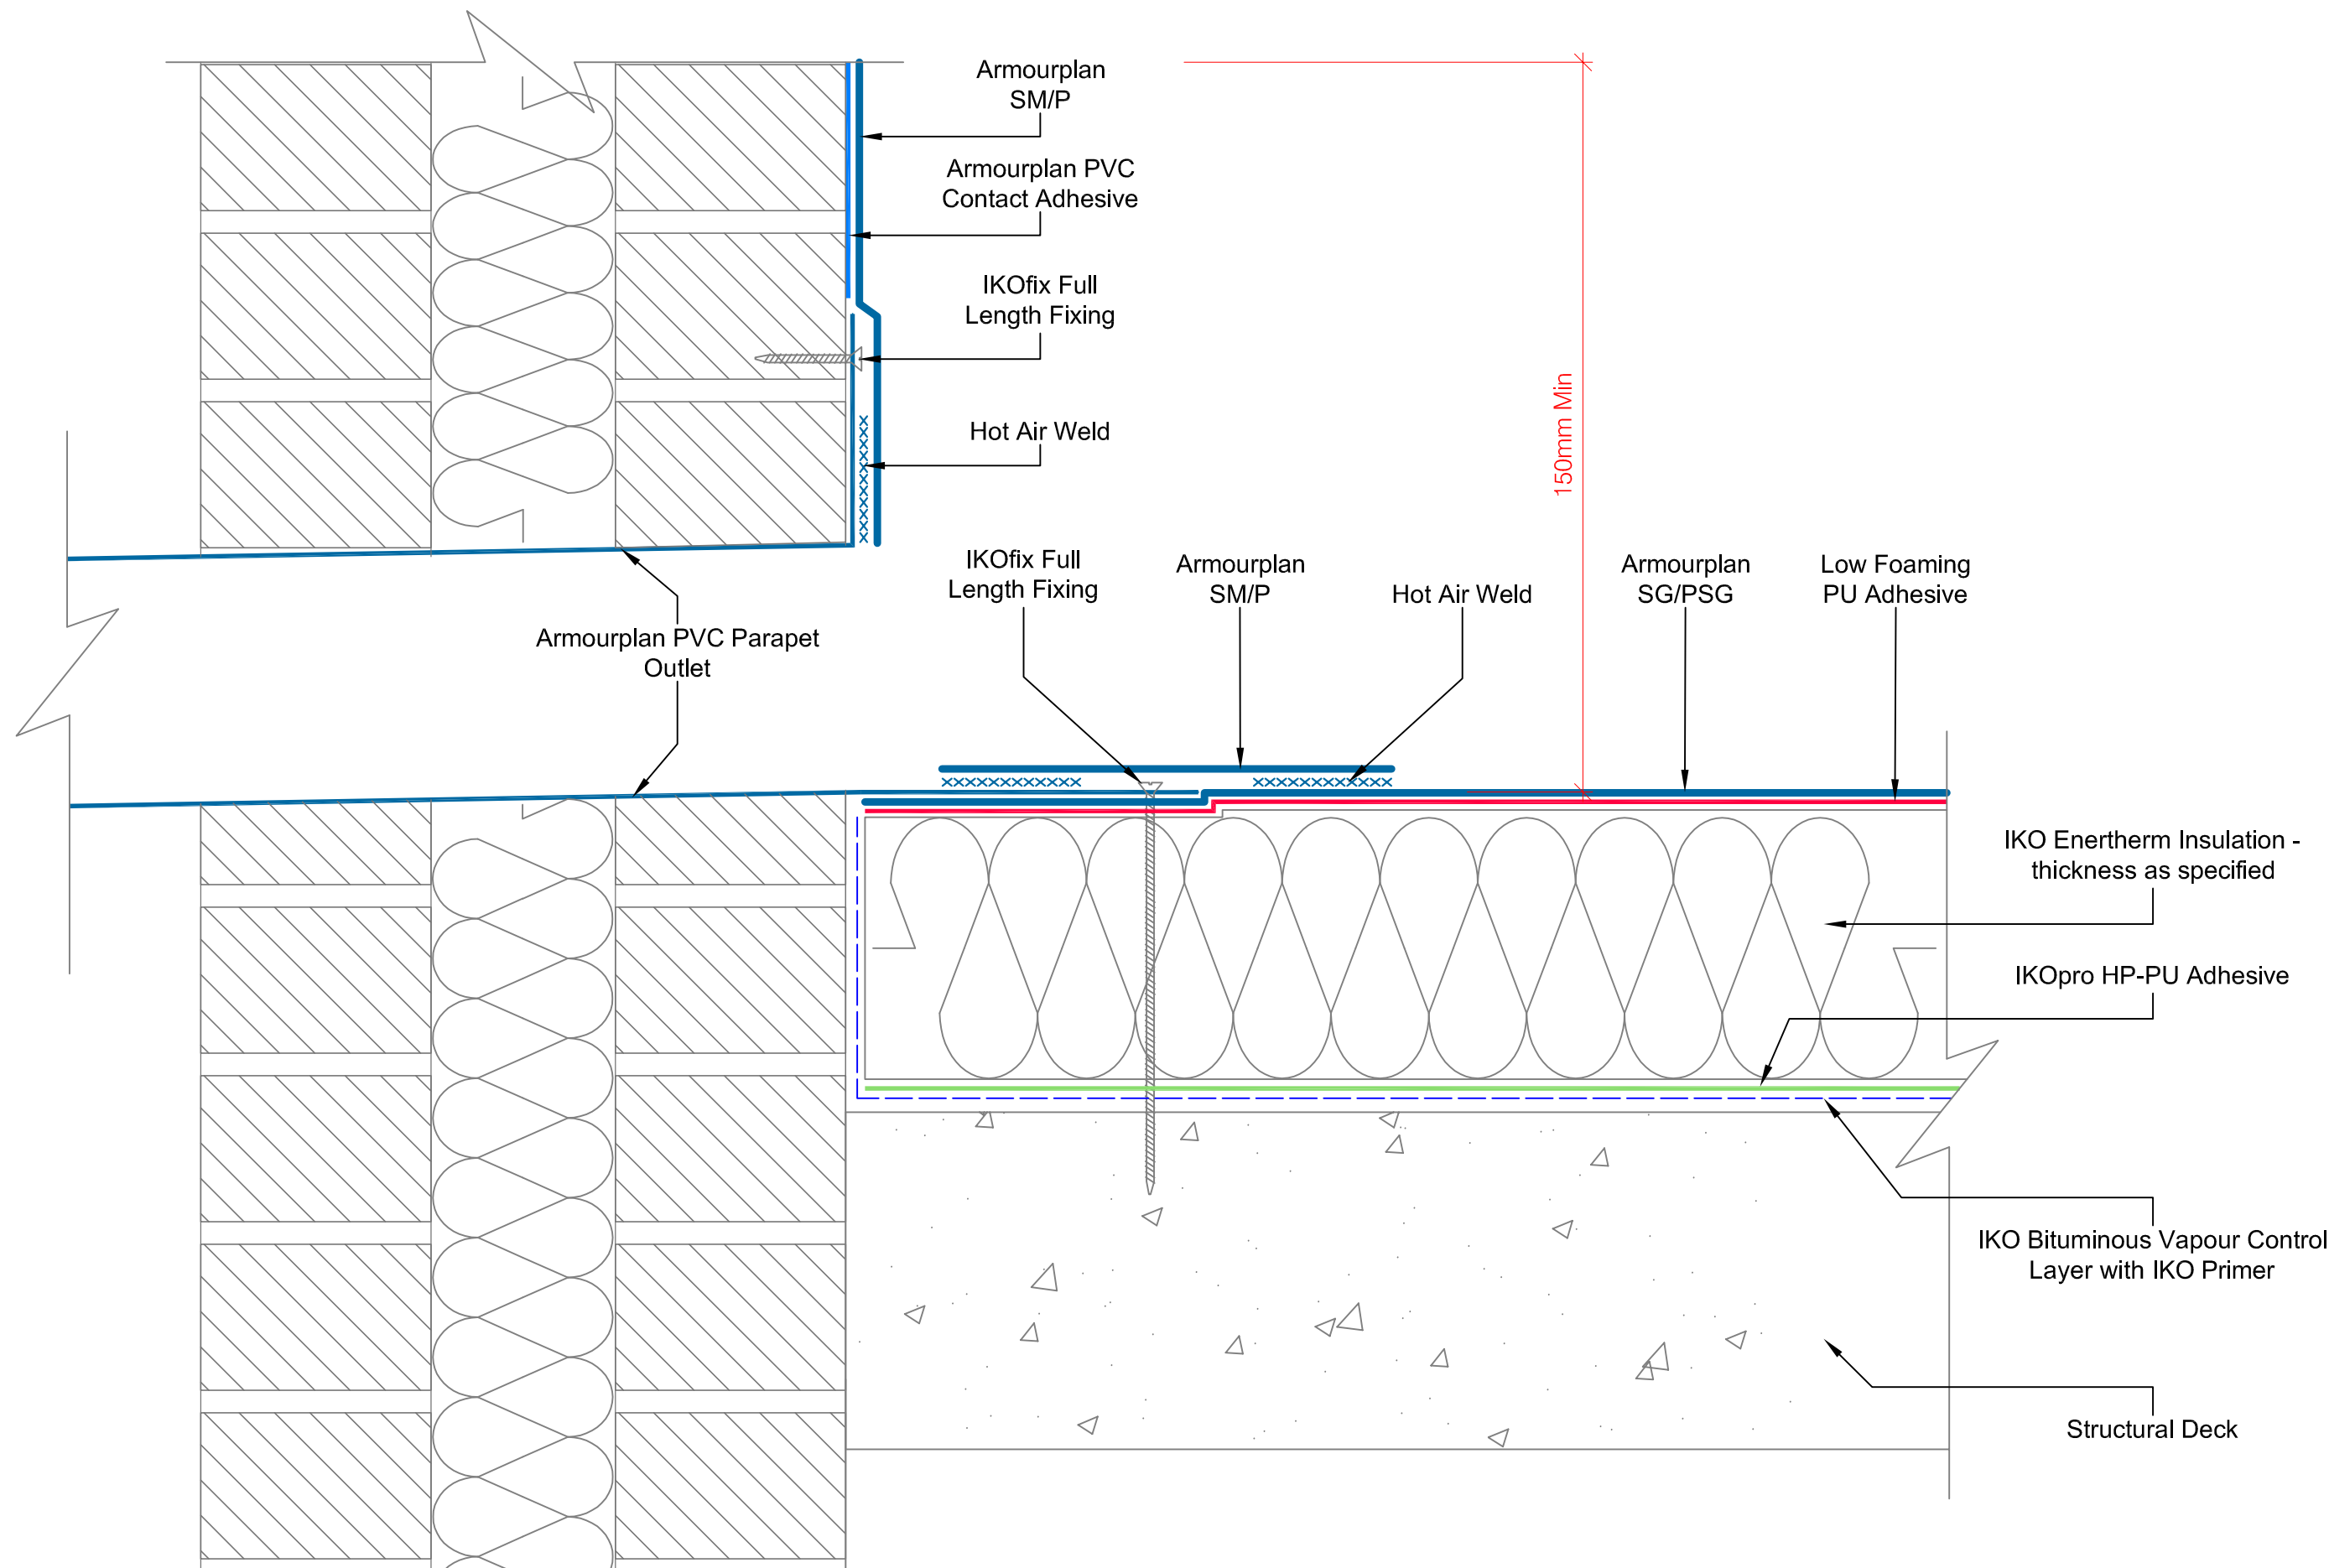 Armourplan
SM/P
Armourplan PVC
Contact Adhesive
IKOfix Full
Length Fixing
Hot Air Weld
150mm Min
IKOfix Full
Length Fixing
Armourplan
SM/P
Hot Air Weld
Armourplan
SG/PSG
Low Foaming
PU Adhesive
Armourplan PVC Parapet
Outlet
IKO Enertherm Insulation -
thickness as specified
IKOpro HP-PU Adhesive
IKO Bituminous Vapour Control
Layer with IKO Primer
Structural Deck